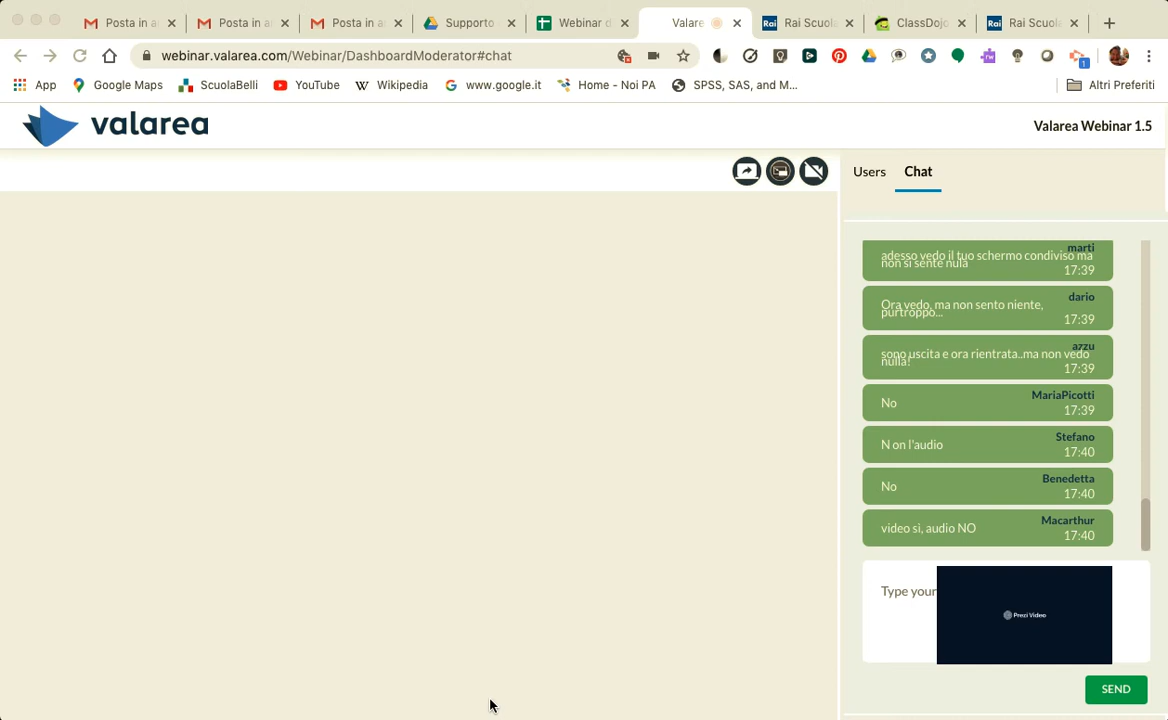 Posta in a
Posta in a
Posta in a
Supporto
Webinar d
Valare
Rai Scuola
ClassDojo
Rai Scuola
webinar.valarea.com/Webinar/DashboardModerator#chat
1
App
Google Maps
ScuolaBelli
YouTube
Wikipedia
www.google.it
Home - Noi PA
SPSS, SAS, and M...
Altri Preferiti
valarea
Valarea Webinar 1.5
Users
Chat
marti
adesso vedo il tuo schermo condiviso ma
non si sente nulla
17:39
dario
Ora vedo, ma non sento niente,
purtroppo...
17:39
azzu
sono uscita e ora rientrata..ma non vedo
nulla!
17:39
MariaPicotti
No
17:39
Stefano
N on l'audio
17:40
Benedetta
No
17:40
Macarthur
video sì, audio NO
17:40
Type your
Prezi Video
SEND